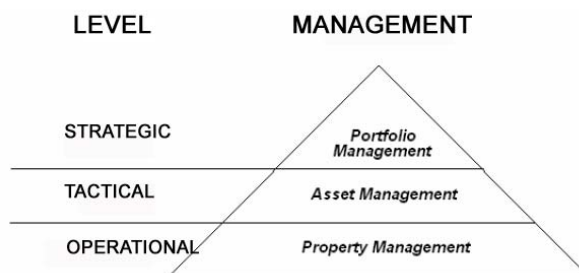 LEVEL MANAGEMENT
STRATEGIC
Portfolio
Management
TACTICAL Asset Management
OPERATIONAL Property Management